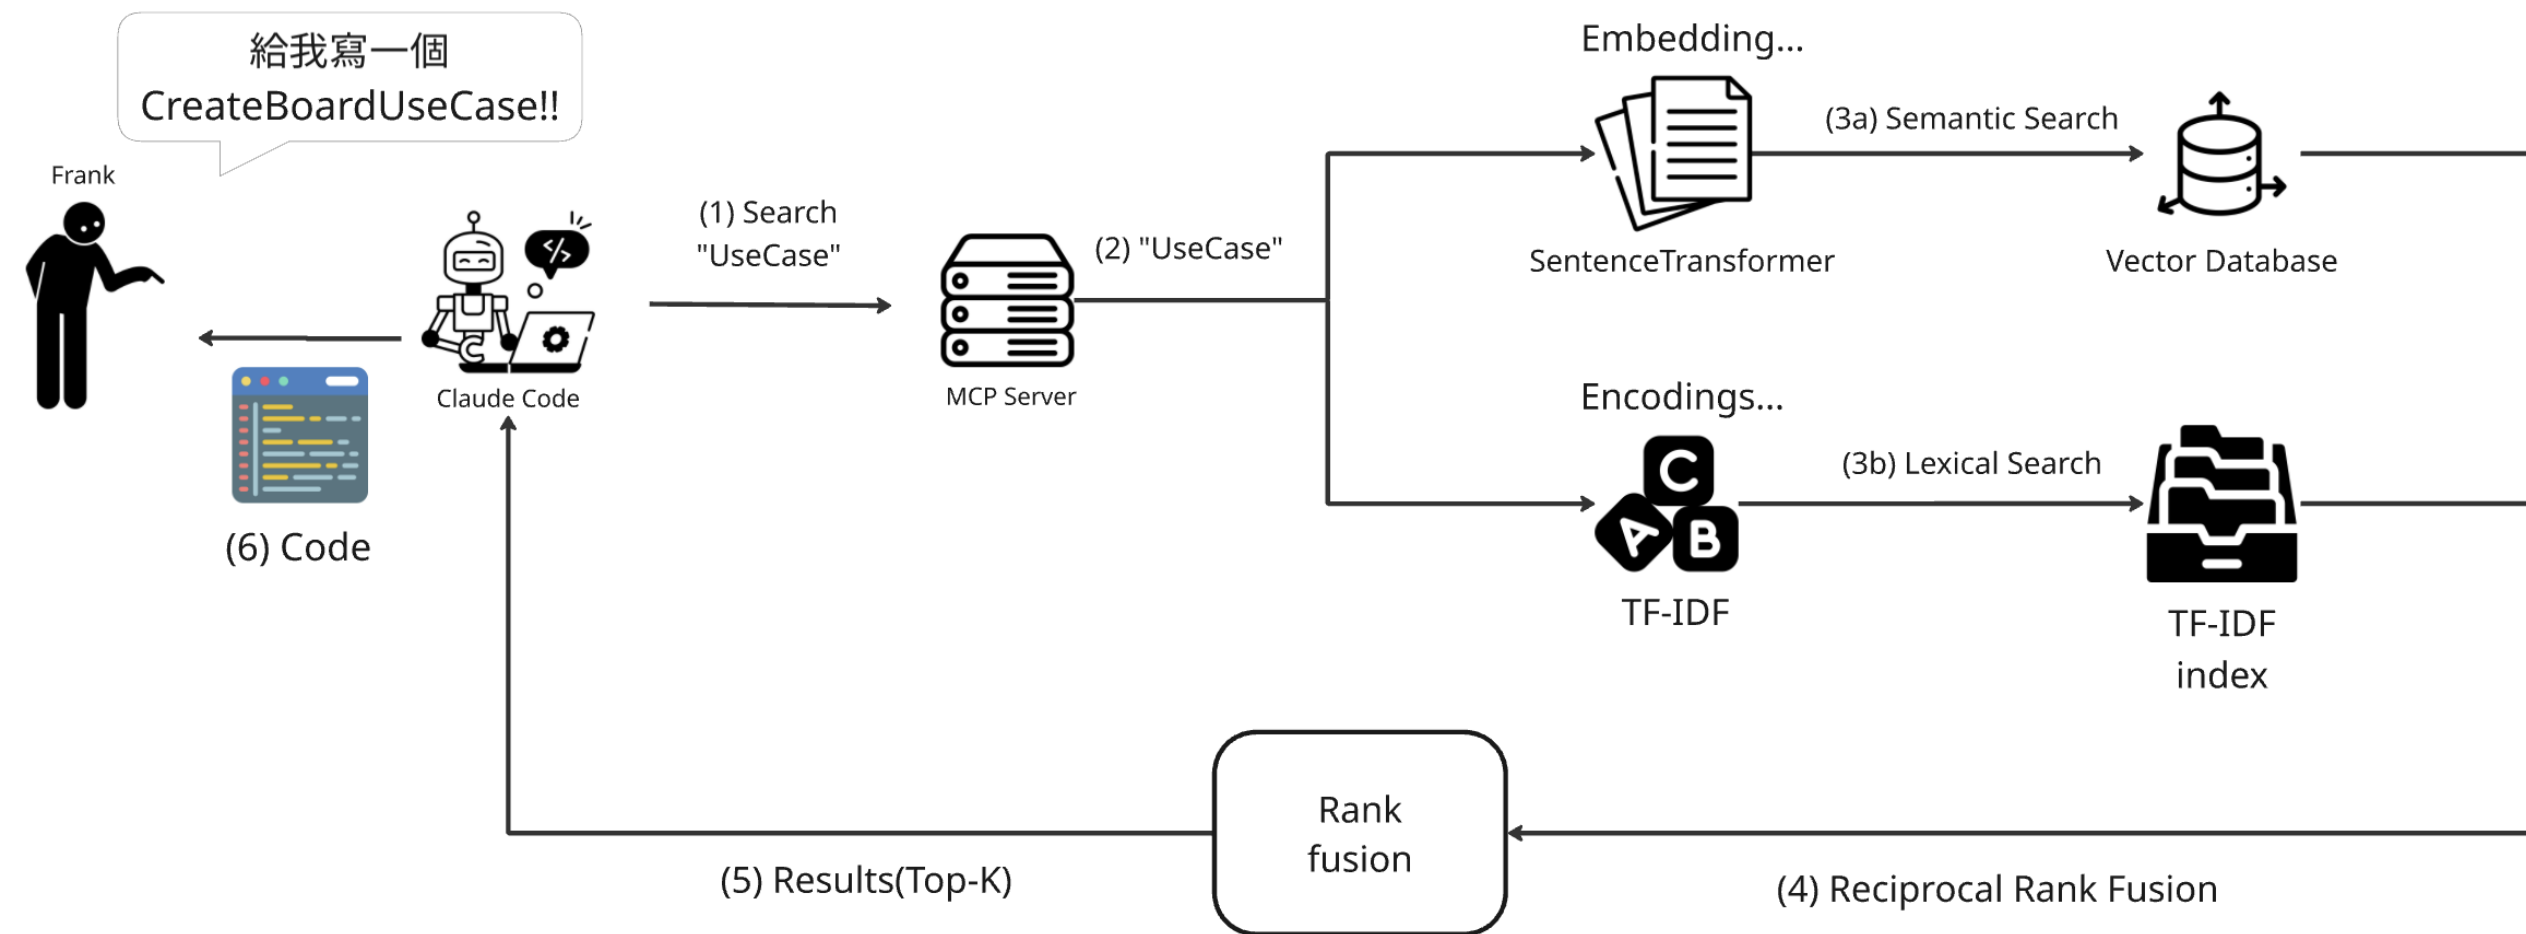 給我寫一個
CreateBoardUseCase!!
Frank
Claude Code
(6) Code
(1) Search
"UseCase"
MCP Server
(2) "UseCase"
Embedding...
SentenceTransformer
(3a) Semantic Search
Vector Database
Encodings...
C
A
B
TF-IDF
(3b) Lexical Search
TF-IDF
index
(4) Reciprocal Rank Fusion
Rank
fusion
(5) Results(Top-K)